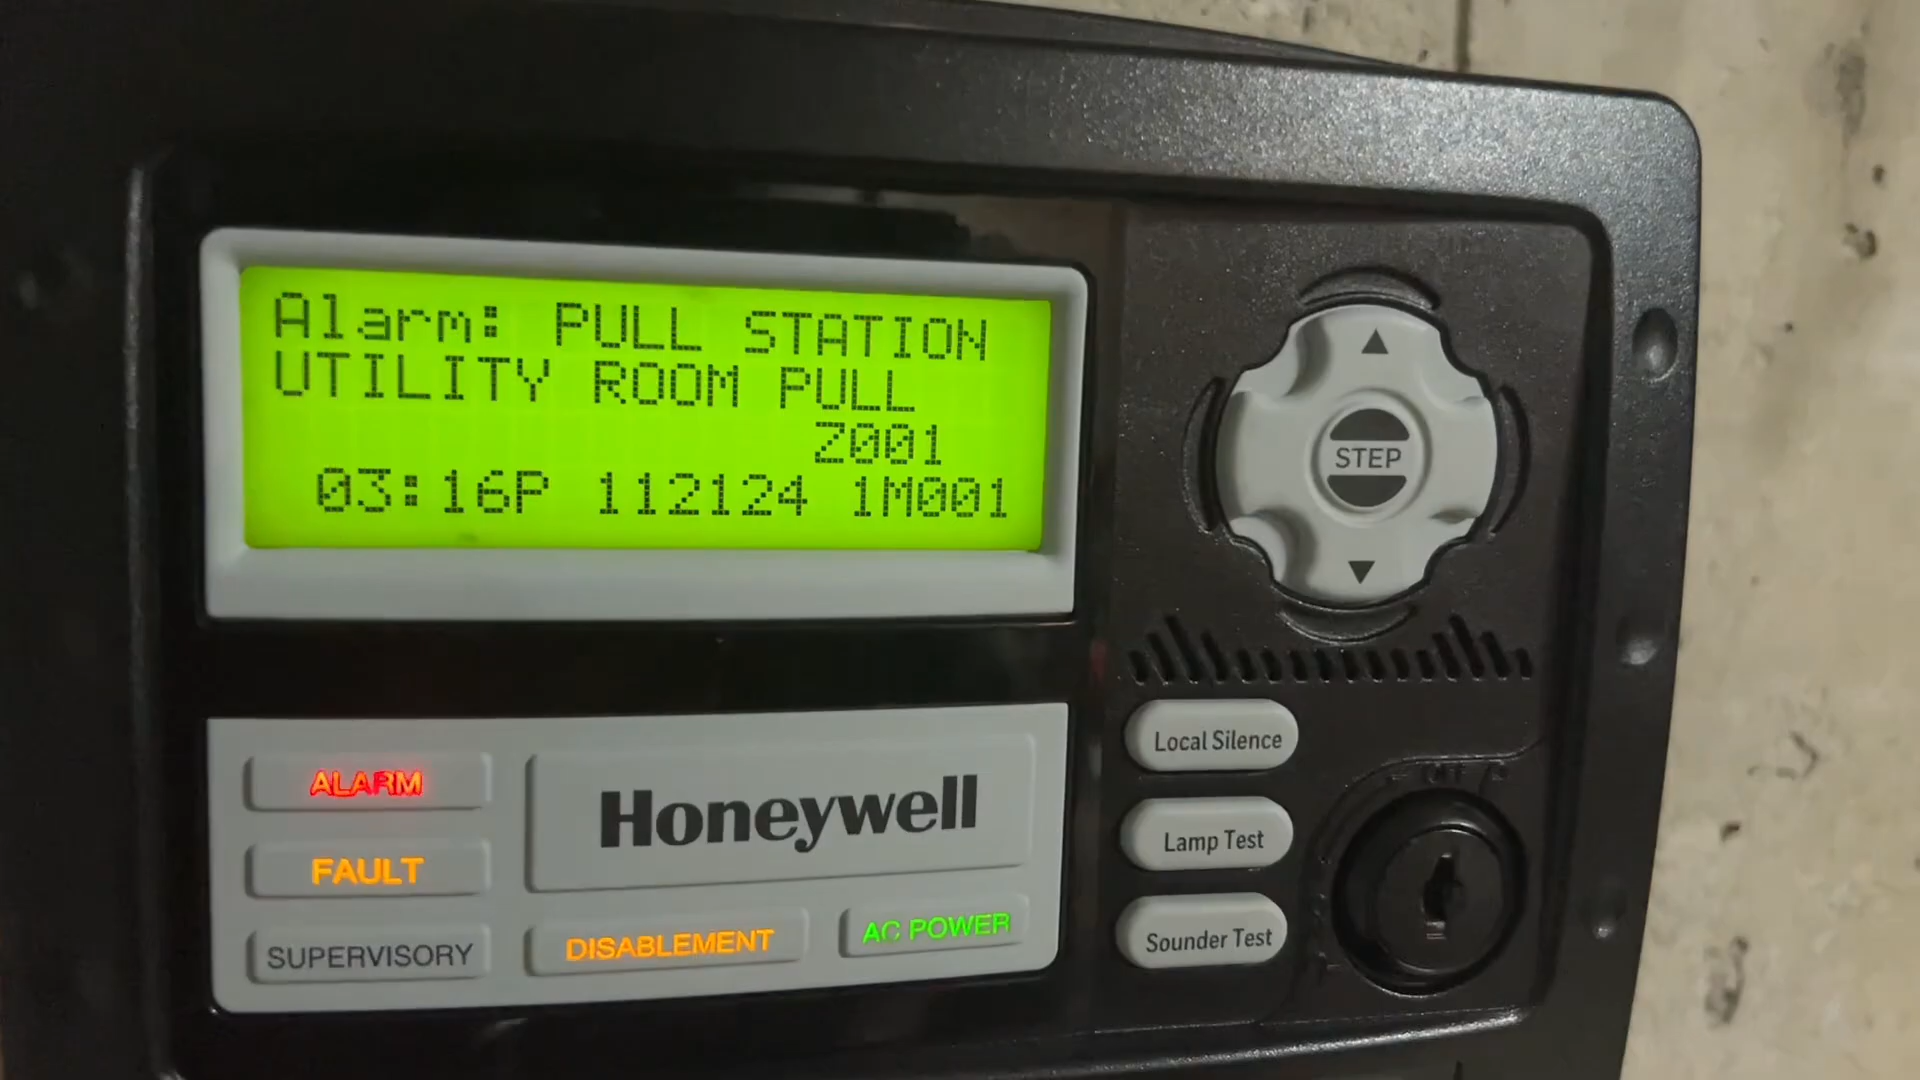 Alarm: PULL STATION
UTILITY ROOM PULL
Z001
03:16P 112124 1M001
STEP
Local Silence
Lamp Test
Sounder Test
ALARM
FAULT
SUPERVISORY
Honeywell
DISABLEMENT
AC POWER